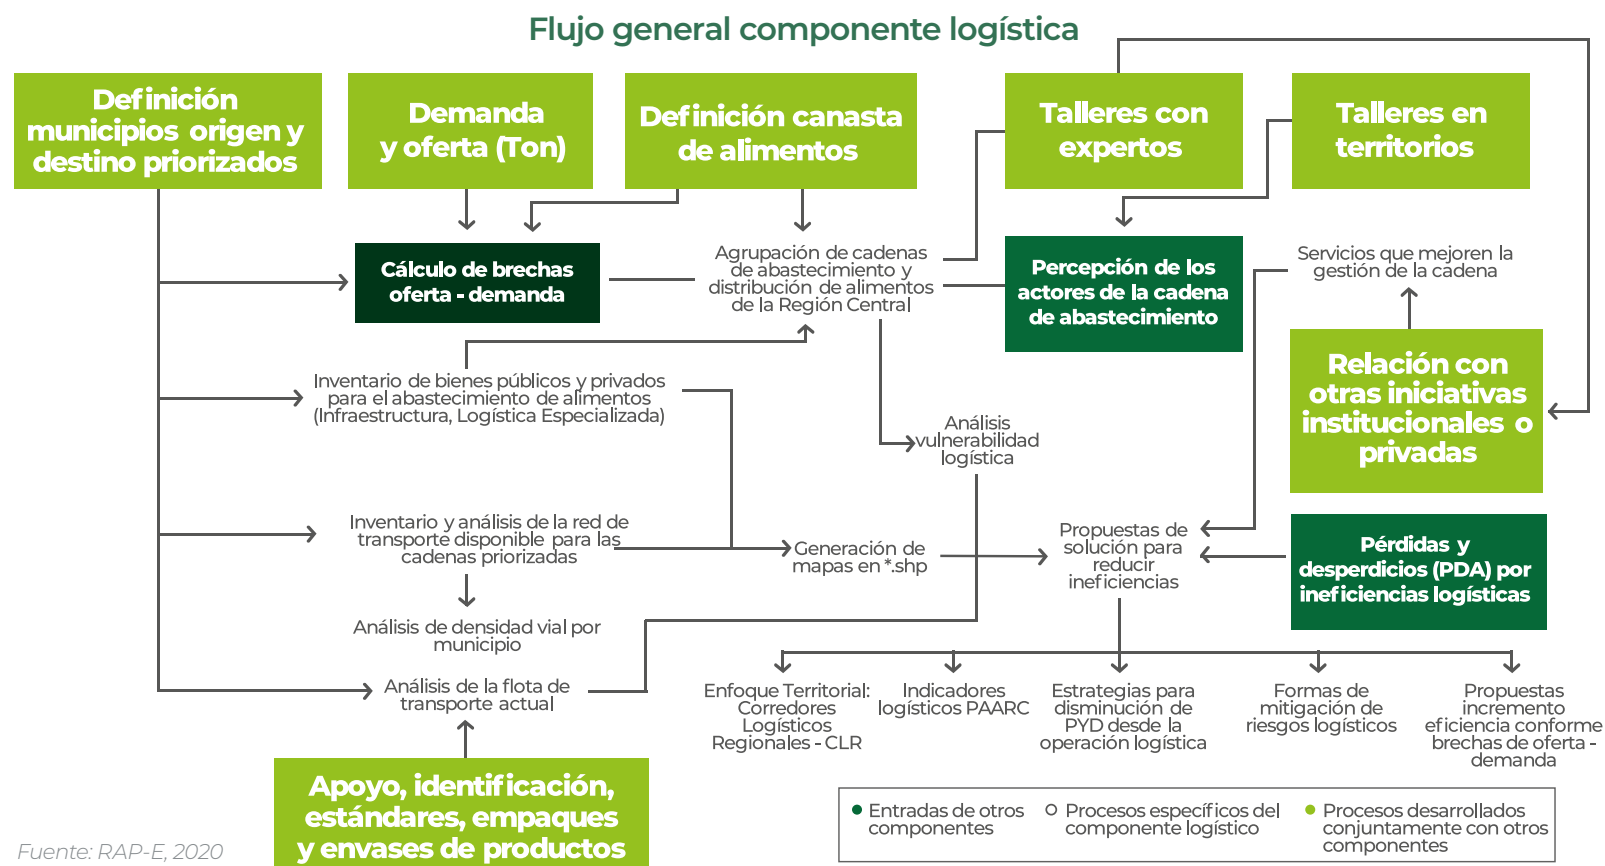 Flujo general componente logística
Definición
municipios origen y
destino priorizados
Demanda
y oferta (Ton)
Definición canasta
de alimentos
Talleres con
expertos
Talleres en
territorios
Cálculo de brechas
oferta - demanda
Agrupación de cadenas
de abastecimiento y
distribución de alimentos
de la Región Central
Percepción de los
actores de la cadena
de abastecimiento
Servicios que mejoren la
gestión de la cadena
Relación con
otras iniciativas
institucionales o
privadas
Inventario de bienes públicos y privados
para el abastecimiento de alimentos
(Infraestructura, Logística Especializada)
Análisis
vulnerabilidad
logística
Inventario y análisis de la red de
transporte disponible para las
cadenas priorizadas
Generación de
mapas en *.shp
Propuestas de
solución para
reducir
ineficiencias
Pérdidas y
desperdicios (PDA) por
ineficiencias logísticas
Análisis de densidad vial por
municipio
Análisis de la flota de
transporte actual
Enfoque Territorial:
Corredores
Logísticos
Regionales - CLR
Indicadores
logísticos PAARC
Estrategias para
disminución de
PYD desde la
operación logística
Formas de
mitigación de
riesgos logísticos
Propuestas
incremento
eficiencia conforme
brechas de oferta -
demanda
Apoyo, identificación,
estándares, empaques
y envases de productos
Entradas de otros
componentes
Procesos específicos del
componente logístico
Procesos desarrollados
conjuntamente con otros
componentes
Fuente: RAP-E, 2020